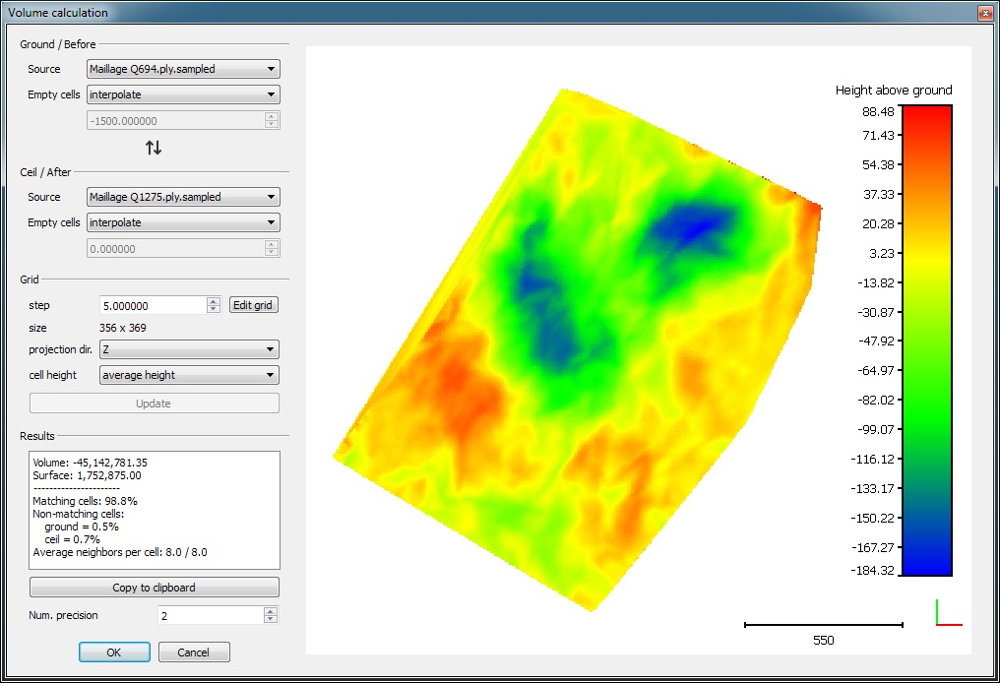 Volume calculation
Ground / Before
Source Maillage Q694.ply.sampled
Empty cells interpolate
-1500.000000
Ceil / After
Source Maillage Q1275.ply.sampled
Empty cells interpolate
0.000000
Grid
step 5.000000 Edit grid
size 356 x 369
projection dir. Z
cell height average height
Update
Results
Volume: -45,142,781.35
Surface: 1,752,875.00
----------------------
Matching cells: 98.8%
Non-matching cells:
ground = 0.5%
ceil = 0.7%
Average neighbors per cell: 8.0 / 8.0
Copy to clipboard
Num. precision 2
OK Cancel
Height above ground
88.48
71.43
54.38
37.33
20.28
3.23
-13.82
-30.87
-47.92
-64.97
-82.02
-99.07
-116.12
-133.17
-150.22
-167.27
-184.32
550